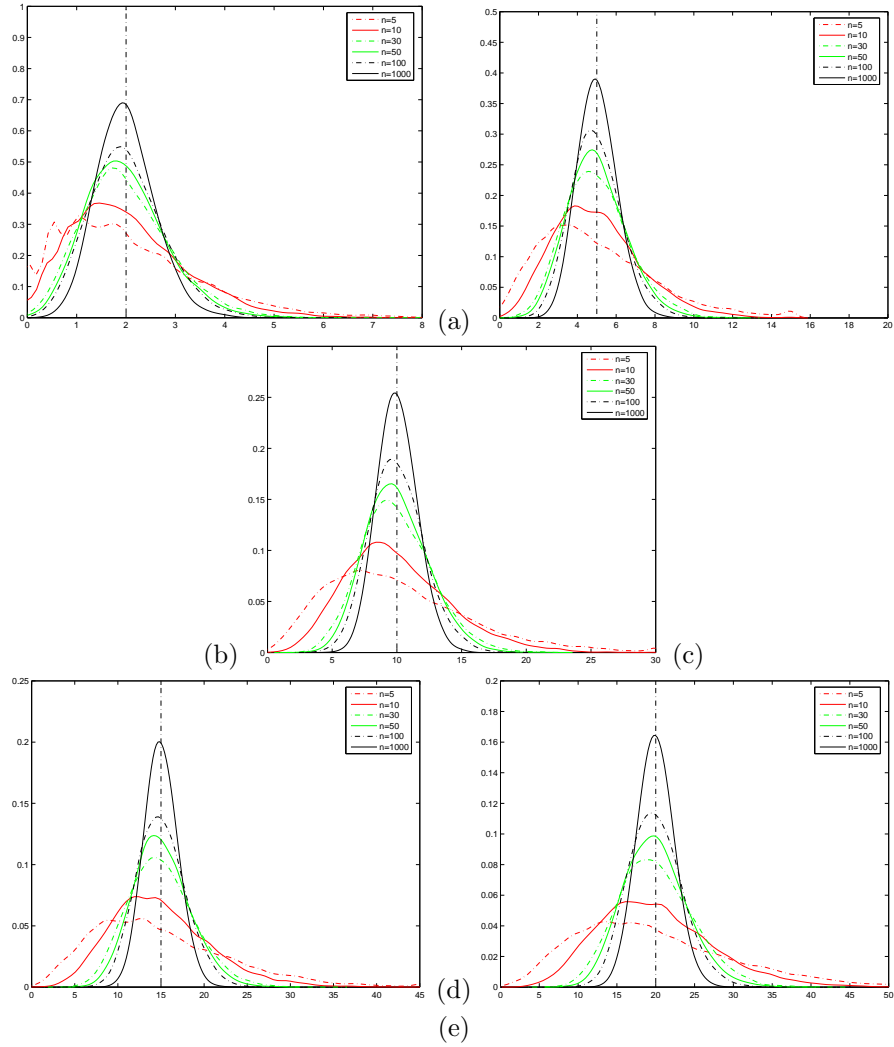 1
0.9
0.8
0.7
0.6
0.5
0.4
0.3
0.2
0.1
0
0 1 2 3 4 5 6 7 8
n=5
n=10
n=30
n=50
n=100
n=1000
(a)
0.5
0.45
0.4
0.35
0.3
0.25
0.2
0.15
0.1
0.05
0
0 2 4 6 8 10 12 14 16 18 20
n=5
n=10
n=30
n=50
n=100
n=1000
(b)
0.25
0.2
0.15
0.1
0.05
0
0 5 10 15 20 25 30
n=5
n=10
n=30
n=50
n=100
n=1000
(c)
0.25
0.2
0.15
0.1
0.05
0
0 5 10 15 20 25 30 35 40 45
n=5
n=10
n=30
n=50
n=100
n=1000
(d)
0.2
0.18
0.16
0.14
0.12
0.1
0.08
0.06
0.04
0.02
0
0 5 10 15 20 25 30 35 40 45 50
n=5
n=10
n=30
n=50
n=100
n=1000
(e)